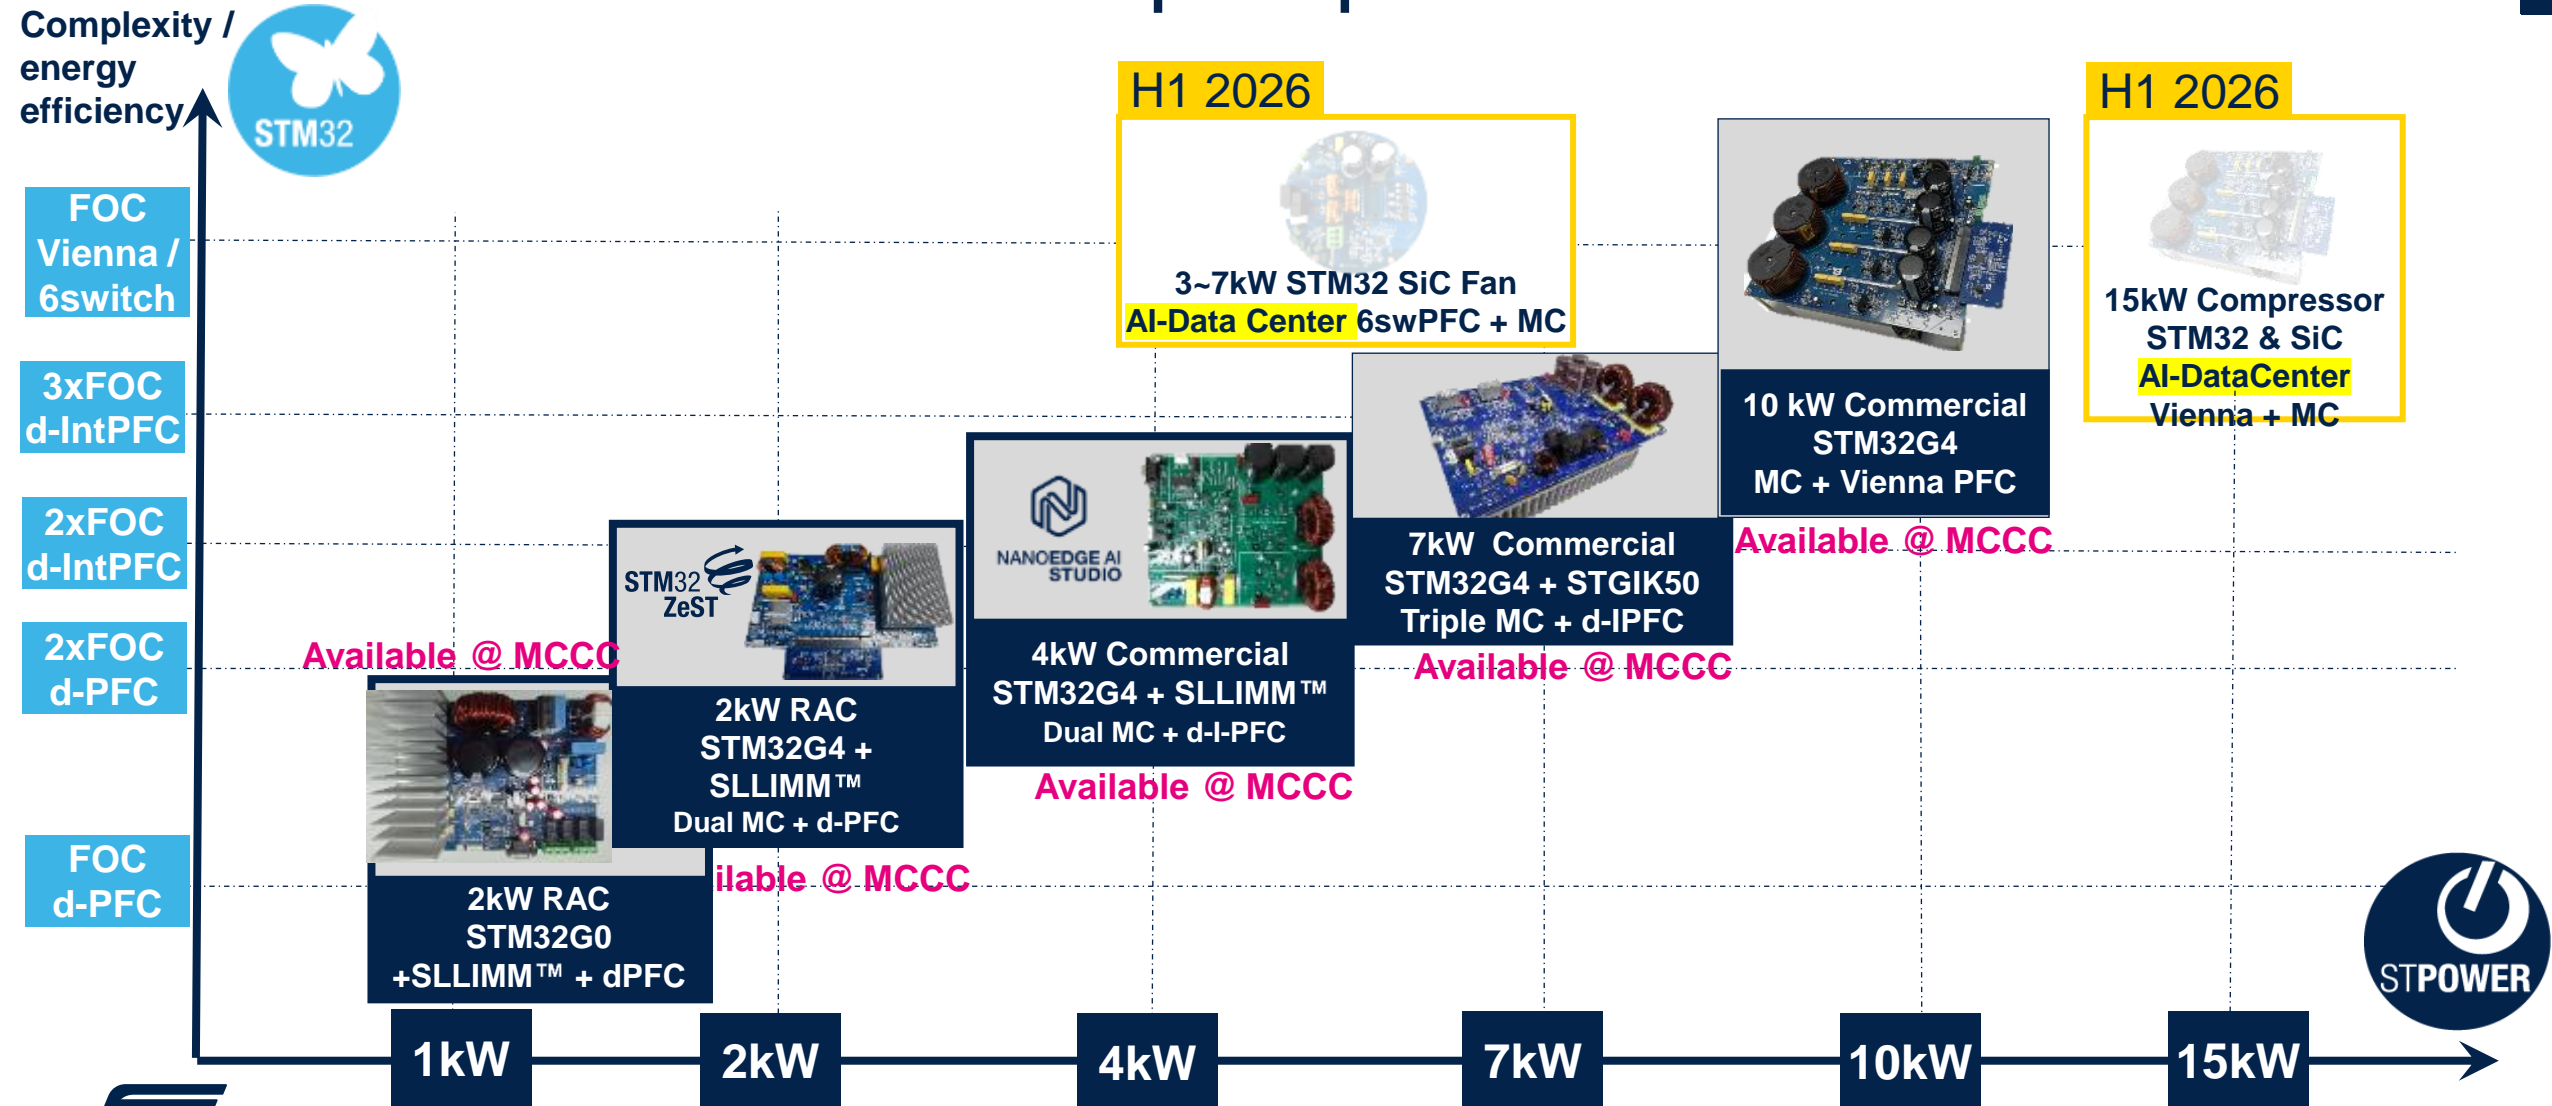 Complexity /
energy
efficiency
STM32
H1 2026
H1 2026
FOC
Vienna /
6switch
3~7kW STM32 SiC Fan
AI-Data Center 6swPFC + MC
15kW Compressor
STM32 & SiC
AI-DataCenter
Vienna + MC
3xFOC
d-IntPFC
10 kW Commercial
STM32G4
MC + Vienna PFC
Available @ MCCC
2xFOC
d-IntPFC
NANOEDGE AI
STUDIO
7kW Commercial
STM32G4 + STGIK50
Triple MC + d-IPFC
Available @ MCCC
STM32
ZeST
2xFOC
d-PFC
Available @ MCCC
4kW Commercial
STM32G4 + SLLIMM™
Dual MC + d-I-PFC
Available @ MCCC
2kW RAC
STM32G4 +
SLLIMM™
Dual MC + d-PFC
ilable @ MCCC
FOC
d-PFC
2kW RAC
STM32G0
+SLLIMM™ + dPFC
STPOWER
1kW
2kW
4kW
7kW
10kW
15kW